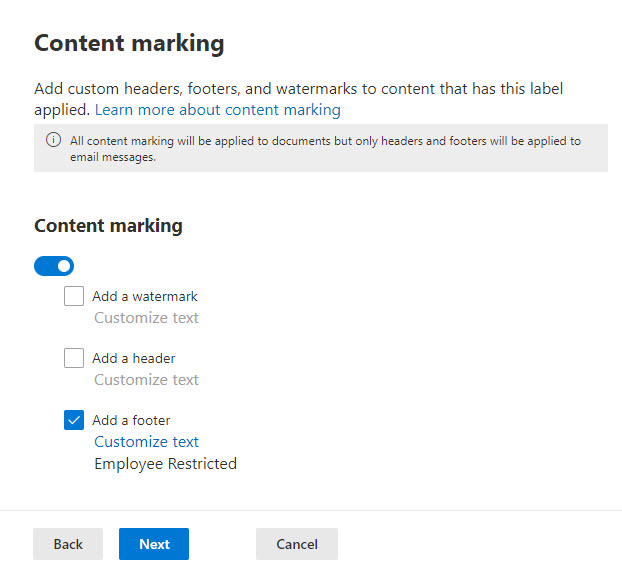 Content marking
Add custom headers, footers, and watermarks to content that has this label
applied. Learn more about content marking
All content marking will be applied to documents but only headers and footers will be applied to
email messages.
Content marking
Add a watermark
Customize text
Add a header
Customize text
Add a footer
Customize text
Employee Restricted
Back Next Cancel